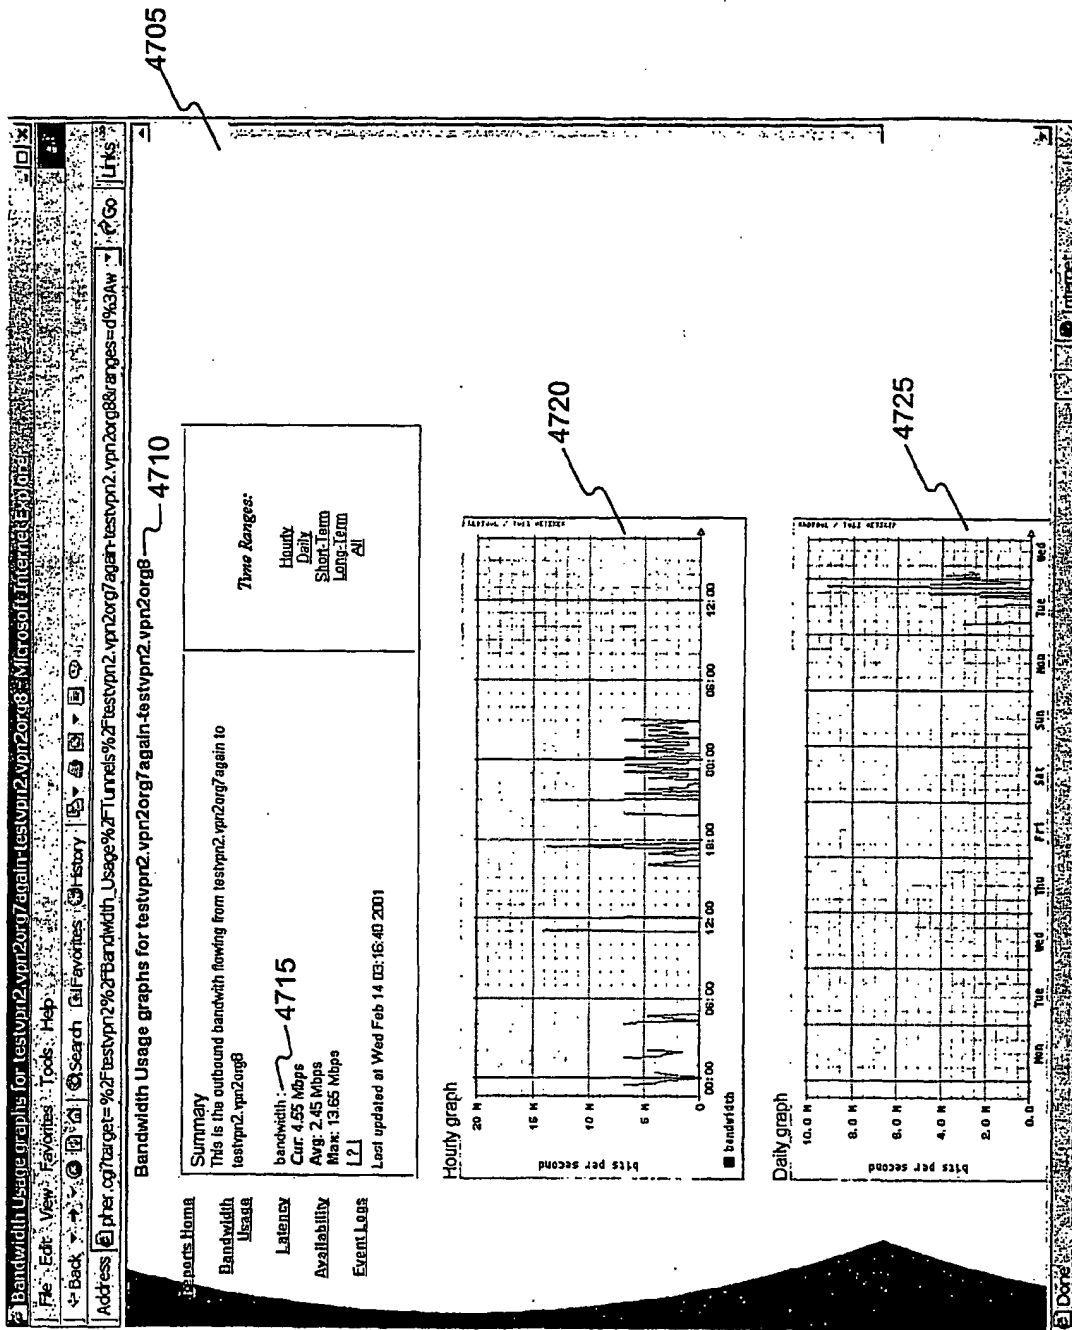 4705
Bandwidth Usage graphs for testvpn2.vpn2org7again-testvpn2.vpn2org8 - Microsoft Internet Explorer
File Edit View Favorites Tools Help
Back Search Favorites History
Address pher.cgi?target=%2Ftestvpn2%2FBandwidth_Usage%2FTunnels%2Ftestvpn2.vpn2org7again-testvpn2.vpn2org8&ranges=d%3Aw Go Links
Bandwidth Usage graphs for testvpn2.vpn2org7again-testvpn2.vpn2org8
4710
eports Home
Bandwidth
Usage
Latency
Availability
Event Logs
Summary
This is the outbound bandwith flowing from testvpn2.vpn2org7again to
testvpn2.vpn2org8
bandwidth
4715
Cur: 4.55 Mbps
Avg: 2.45 Mbps
Max: 13.65 Mbps
[?]
Last updated at Wed Feb 14 03:16:40 2001
Time Ranges:
Hourly
Daily
Short-Term
Long-Term
All
Hourly graph
4720
bits per second
20 M
15 M
10 M
5 M
0
00:00 06:00 12:00 18:00 00:00 06:00 12:00
bandwidth
Daily graph
4725
bits per second
10.0 M
8.0 M
6.0 M
4.0 M
2.0 M
0.0
Mon Tue Wed Thu Fri Sat Sun Mon Tue Wed
Done Internet